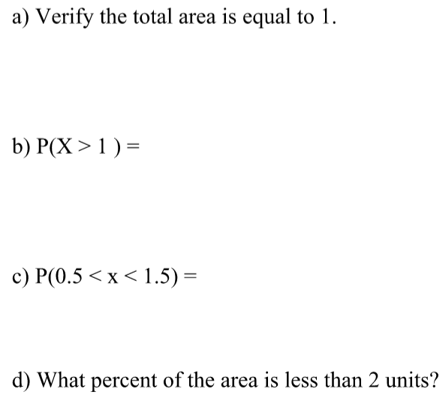 a) Verify the total area is equal to 1.
b) P(X > 1 ) =
c) P(0.5 < x < 1.5) =
d) What percent of the area is less than 2 units?